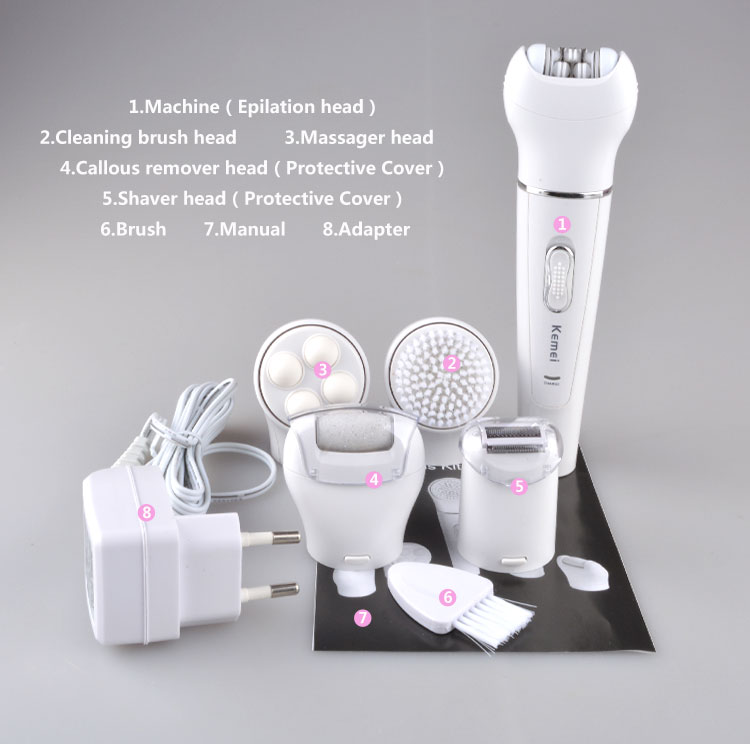 1.Machine ( Epilation head )
2.Cleaning brush head 3.Massager head
4.Callous remover head ( Protective Cover )
5.Shaver head ( Protective Cover )
6.Brush 7.Manual 8.Adapter
1
Kemei
3
2
4
5
8
6
7